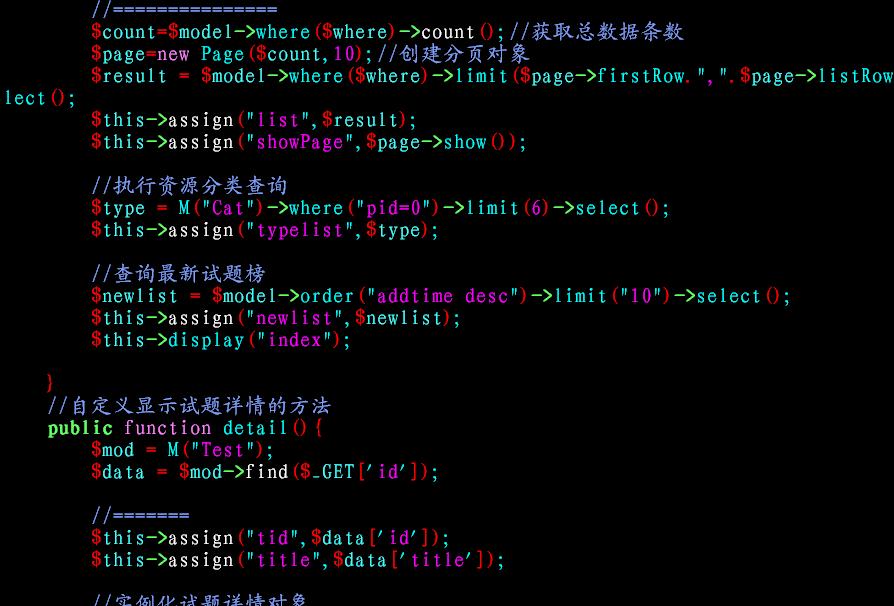 //===============
$count=$model->where($where)->count();//获取总数据条数
$page=new Page($count,10);//创建分页对象
$result = $model->where($where)->limit($page->firstRow.",".$page->listRow
lect();
$this->assign("list",$result);
$this->assign("showPage",$page->show());
//执行资源分类查询
$type = M("Cat")->where("pid=0")->limit(6)->select();
$this->assign("typelist",$type);
//查询最新试题榜
$newlist = $model->order("addtime desc")->limit("10")->select();
$this->assign("newlist",$newlist);
$this->display("index");
}
//自定义显示试题详情的方法
public function detail(){
$mod = M("Test");
$data = $mod->find($_GET['id']);
//=======
$this->assign("tid",$data['id']);
$this->assign("title",$data['title']);
//实例化试题详情对象